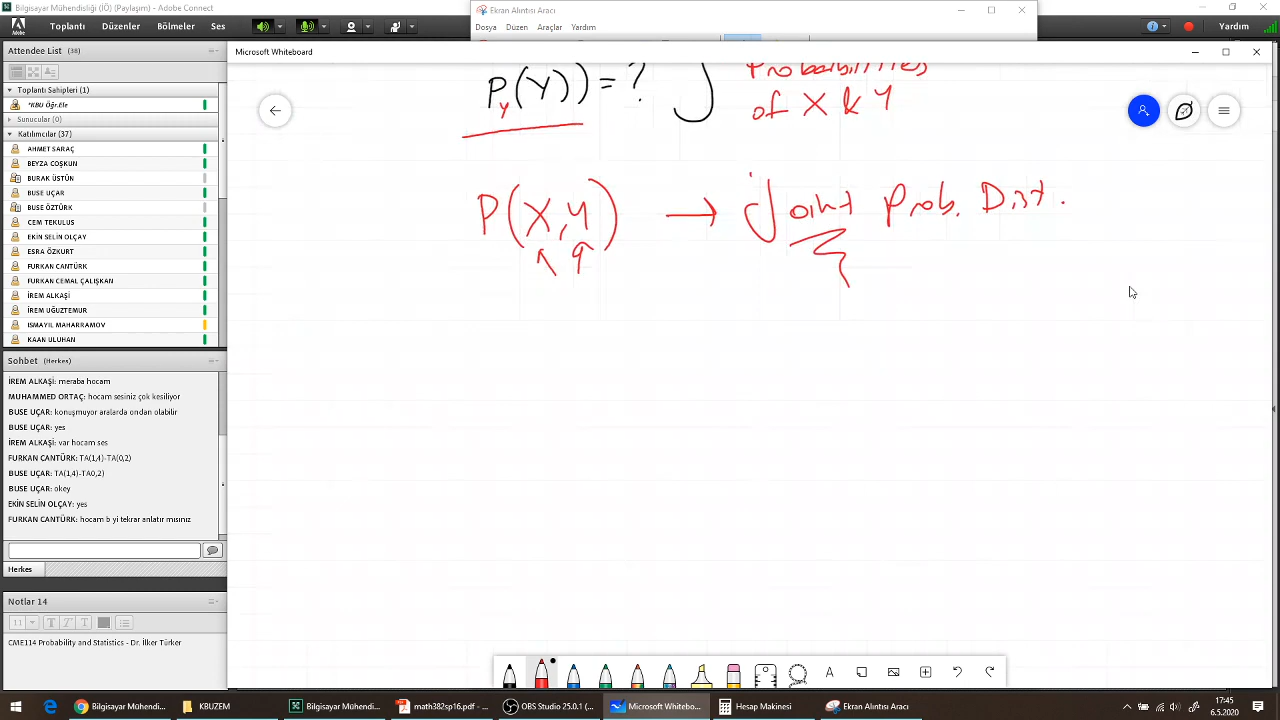 Bilgisayar Mühendisliği (İÖ) (Paylaşım) - Adobe Connect
Toplantı Düzenler Bölmeler Ses
Yardım
Ekran Alıntısı Aracı
Dosya Düzen Araçlar Yardım
Attendee List (38)
Toplantı Sahipleri (1)
*KBU Öğr.Ele
Sunucular (0)
Katılımcılar (37)
AHMET SARAÇ
BEYZA COŞKUN
BURAK ÜSTÜN
BUSE UÇAR
BUSE ÖZTÜRK
CEM TEKULUS
EKİN SELİN OLÇAY
ESRA ÖZKURT
FURKAN CANTÜRK
FURKAN CEMAL ÇALIŞKAN
İREM ALKAŞİ
İREM UĞUZTEMUR
ISMAYIL MAHARRAMOV
KAAN ULUHAN
Sohbet (Herkes)
İREM ALKAŞİ: meraba hocam
MUHAMMED ORTAÇ: hocam sesiniz çok kesiliyor
BUSE UÇAR: konuşmuyor aralarda ondan olabilir
BUSE UÇAR: yes
İREM ALKAŞİ: var hocam ses
FURKAN CANTÜRK: TA(1,4)-TA(0,2)
BUSE UÇAR: TA(1,4)-TA0,2)
BUSE UÇAR: okey
EKİN SELİN OLÇAY: yes
FURKAN CANTÜRK: hocam b yi tekrar anlatır mısınız
Herkes
Notlar 14
11 T T T
CME114 Probability and Statistics - Dr. İlker Türker
Microsoft Whiteboard
Probabilities
P_Y(Y)) = ?
of X & Y
P(X,Y) → Joint Prob. Dist.
A
Bilgisayar Mühendi...
KBUZEM
Bilgisayar Mühendi...
math382sp16.pdf - ...
OBS Studio 25.0.1 (...
Microsoft Whitebo...
Hesap Makinesi
Ekran Alıntısı Aracı
17:45
6.5.2020